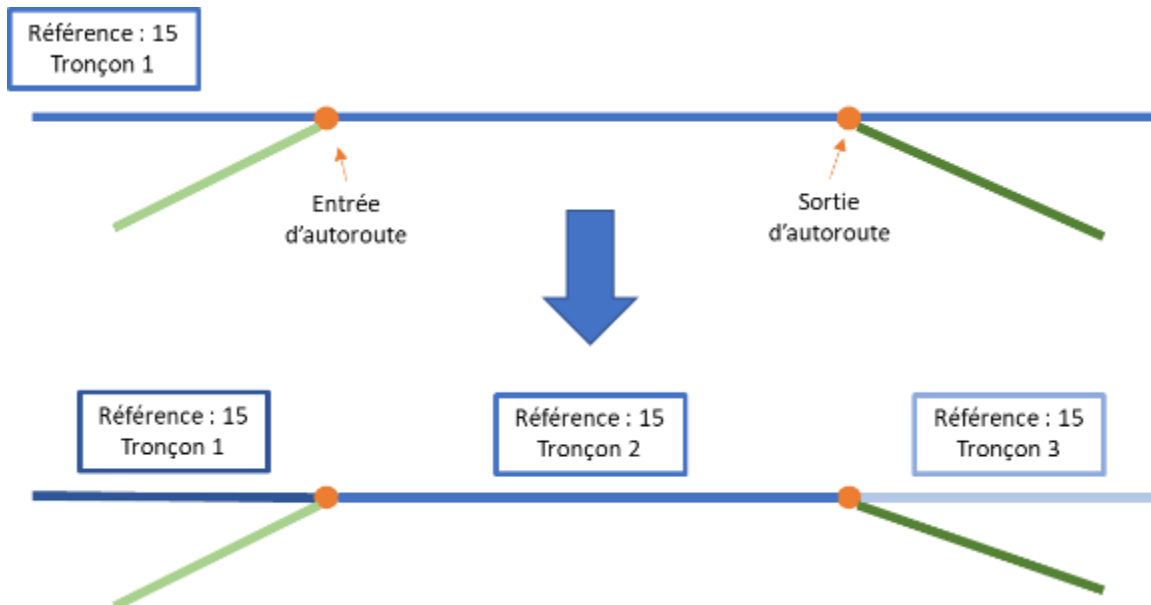 Référence : 15
Tronçon 1
Entrée
d'autoroute
Sortie
d'autoroute
Référence : 15
Tronçon 1
Référence : 15
Tronçon 2
Référence : 15
Tronçon 3